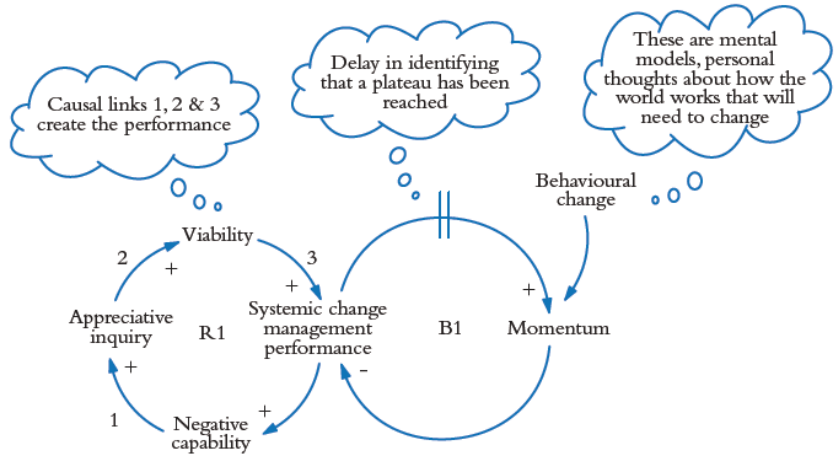 Causal links 1, 2 & 3
create the performance
Delay in identifying
that a plateau has been
reached
These are mental
models, personal
thoughts about how the
world works that will
need to change
Behavioural
change
Viability
2
+
3
+
Appreciative
inquiry
R1
Systemic change
management
performance
B1
+
Momentum
+
-
1
+
Negative
capability